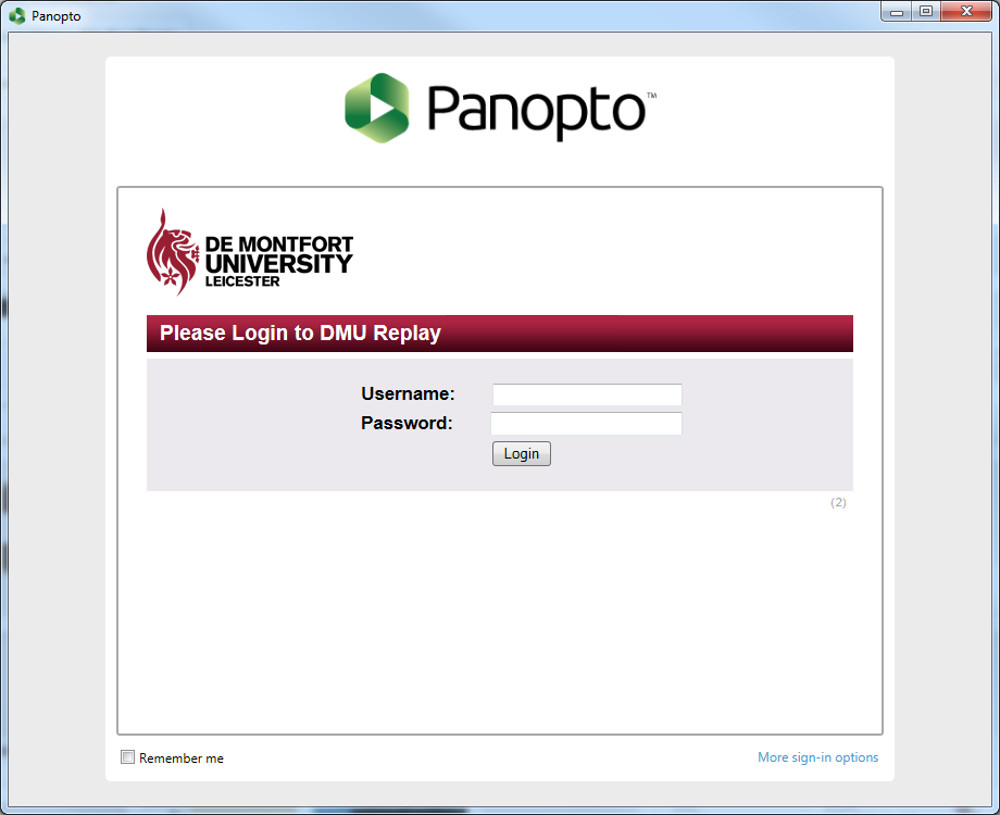 Panopto
Panopto™
DE MONTFORT
UNIVERSITY
LEICESTER
Please Login to DMU Replay
Username:
Password:
Login
(2)
Remember me
More sign-in options